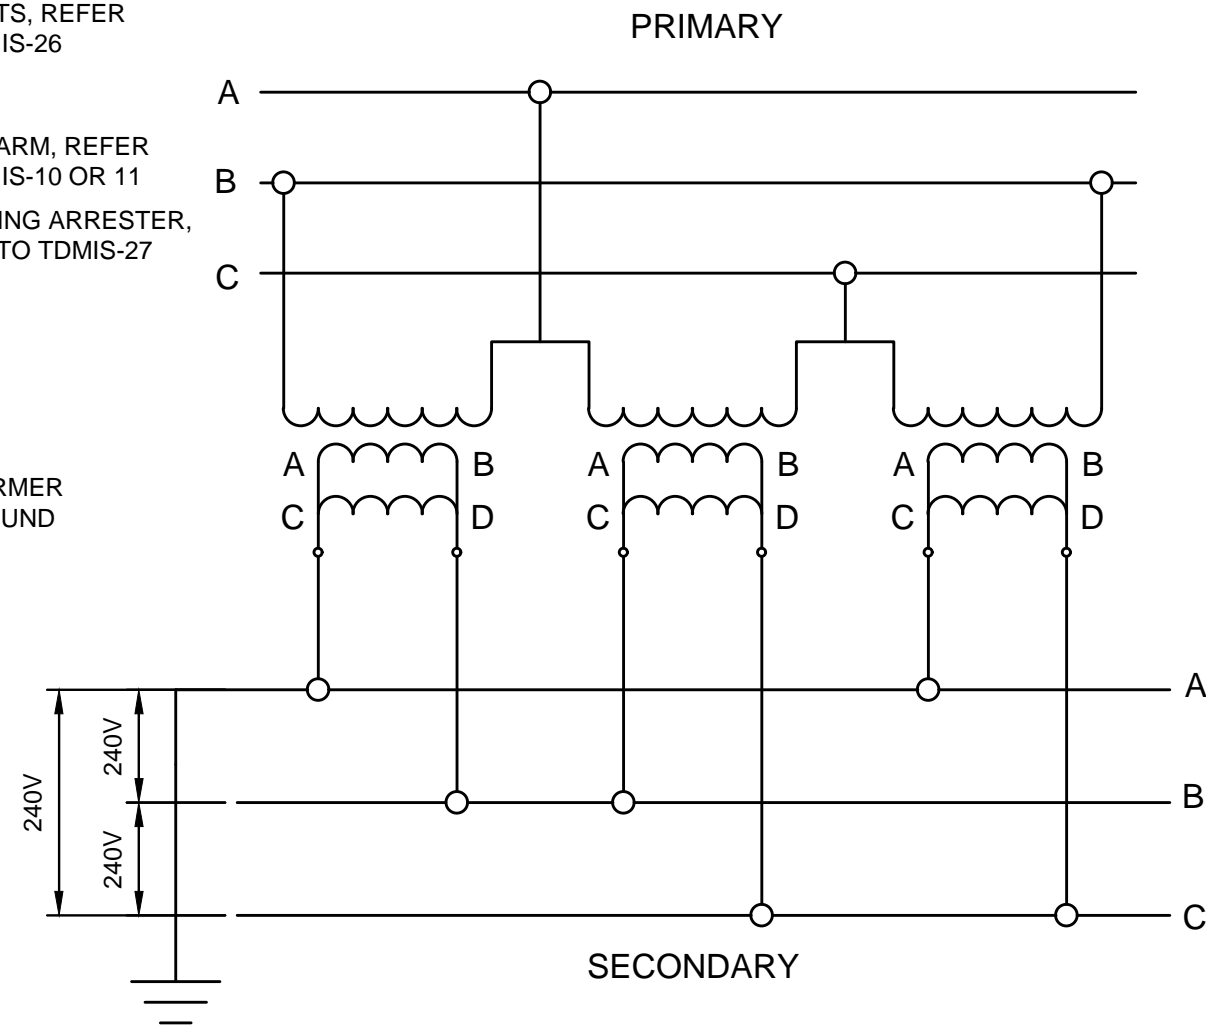 TS, REFER
IS-26
PRIMARY
A
ARM, REFER
IS-10 OR 11
B
ING ARRESTER,
TO TDMIS-27
C
A B A B A B
RMER
UND
C D C D C D
A
240V
240V
B
240V
C
SECONDARY